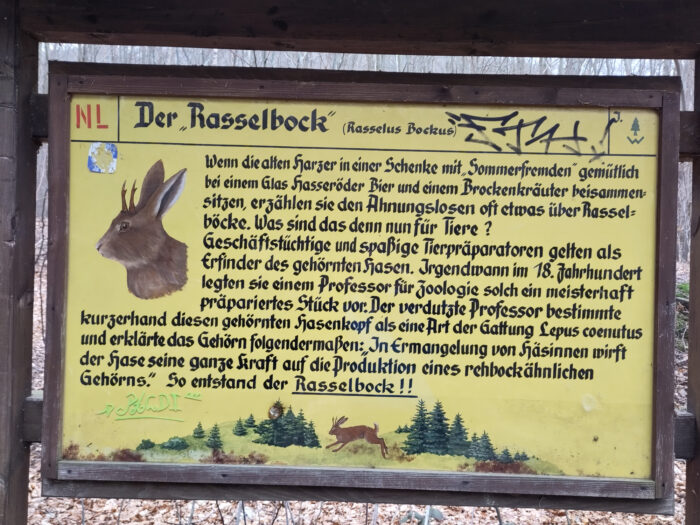 NL
Der „Rasselbock" (Rasselus Bockus)
Wenn die alten Harzer in einer Schenke mit „Sommerfremden" gemütlich
bei einem Glas Hasseröder Bier und einem Brockenkräuter beisammen-
sitzen, erzählen sie den Ahnungslosen oft etwas über Rassel-
böcke. Was sind das denn nun für Tiere ?
Geschäftstüchtige und spaßige Tierpräparatoren gelten als
Erfinder des gehörnten Hasen. Irgendwann im 18. Jahrhundert
legten sie einem Professor für Zoologie solch ein meisterhaft
präpariertes Stück vor. Der verdutzte Professor bestimmte
kurzerhand diesen gehörnten Hasenkopf als eine Art der Gattung Lepus coenutus
und erklärte das Gehörn folgendermaßen: „In Ermangelung von Häsinnen wirft
der Hase seine ganze Kraft auf die Produktion eines rehbockähnlichen
Gehörns." So entstand der Rasselbock !!